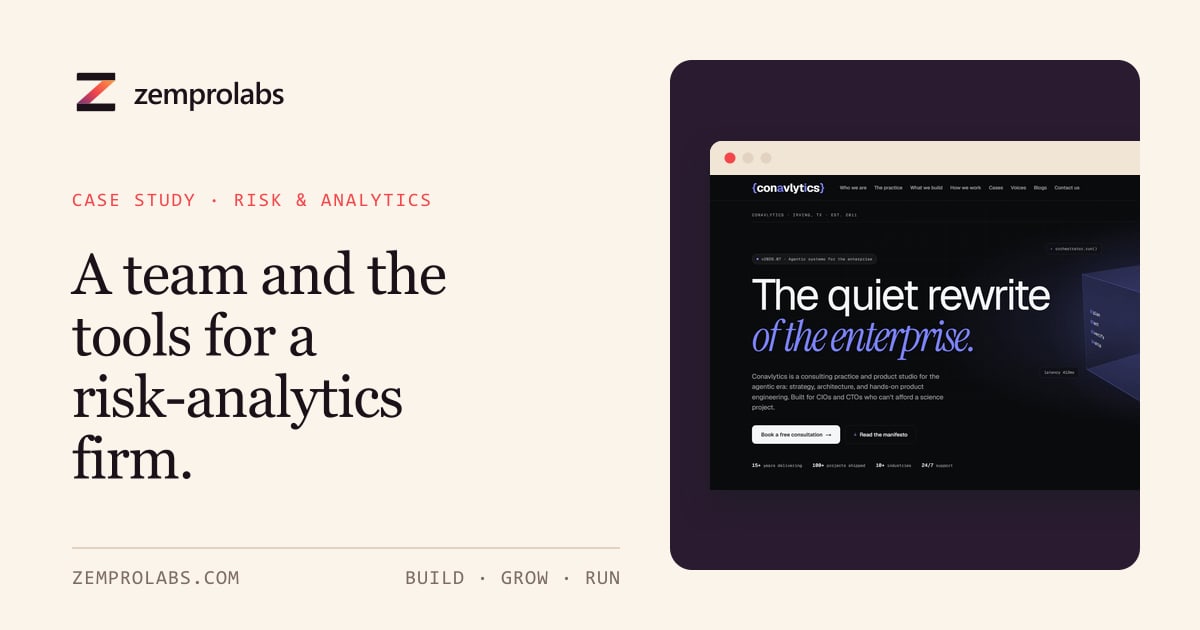 zemprolabs
CASE STUDY · RISK & ANALYTICS
A team and the
tools for a
risk-analytics
firm.
ZEMPROLABS.COM
BUILD · GROW · RUN
{conavlytics}
Who we are
The practice
What we build
How we work
Cases
Voices
Blogs
Contact us
CONAVLYTICS · IRVING, TX · EST. 2011
Agentic systems for the enterprise
The quiet rewrite
of the enterprise.
Conavlytics is a consulting practice and product studio for the
agentic era: strategy, architecture, and hands-on product
engineering. Built for CIOs and CTOs who can't afford a science
project.
Book a free consultation →
Read the manifesto
15+ years delivering
100+ projects shipped
10+ industries
24/7 support